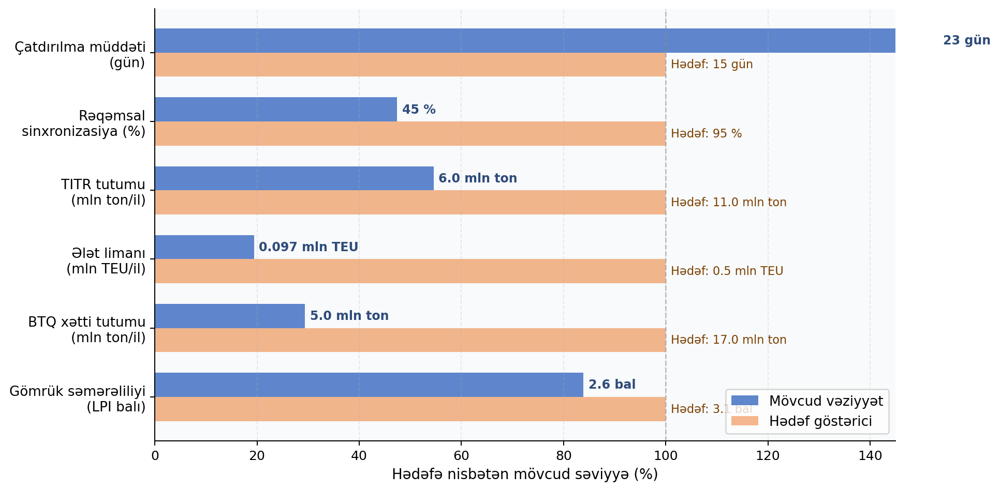 Çatdırılma müddəti
(gün)
23 gün
Hədəf: 15 gün
Rəqəmsal
sinxronizasiya (%)
45 %
Hədəf: 95 %
TITR tutumu
(mln ton/il)
6.0 mln ton
Hədəf: 11.0 mln ton
Ələt limanı
(mln TEU/il)
0.097 mln TEU
Hədəf: 0.5 mln TEU
BTQ xətti tutumu
(mln ton/il)
5.0 mln ton
Hədəf: 17.0 mln ton
Gömrük səmərəliliyi
(LPI balı)
2.6 bal
Hədəf: 3.1 bal
Mövcud vəziyyət
Hədəf göstərici
0 20 40 60 80 100 120 140
Hədəfə nisbətən mövcud səviyyə (%)